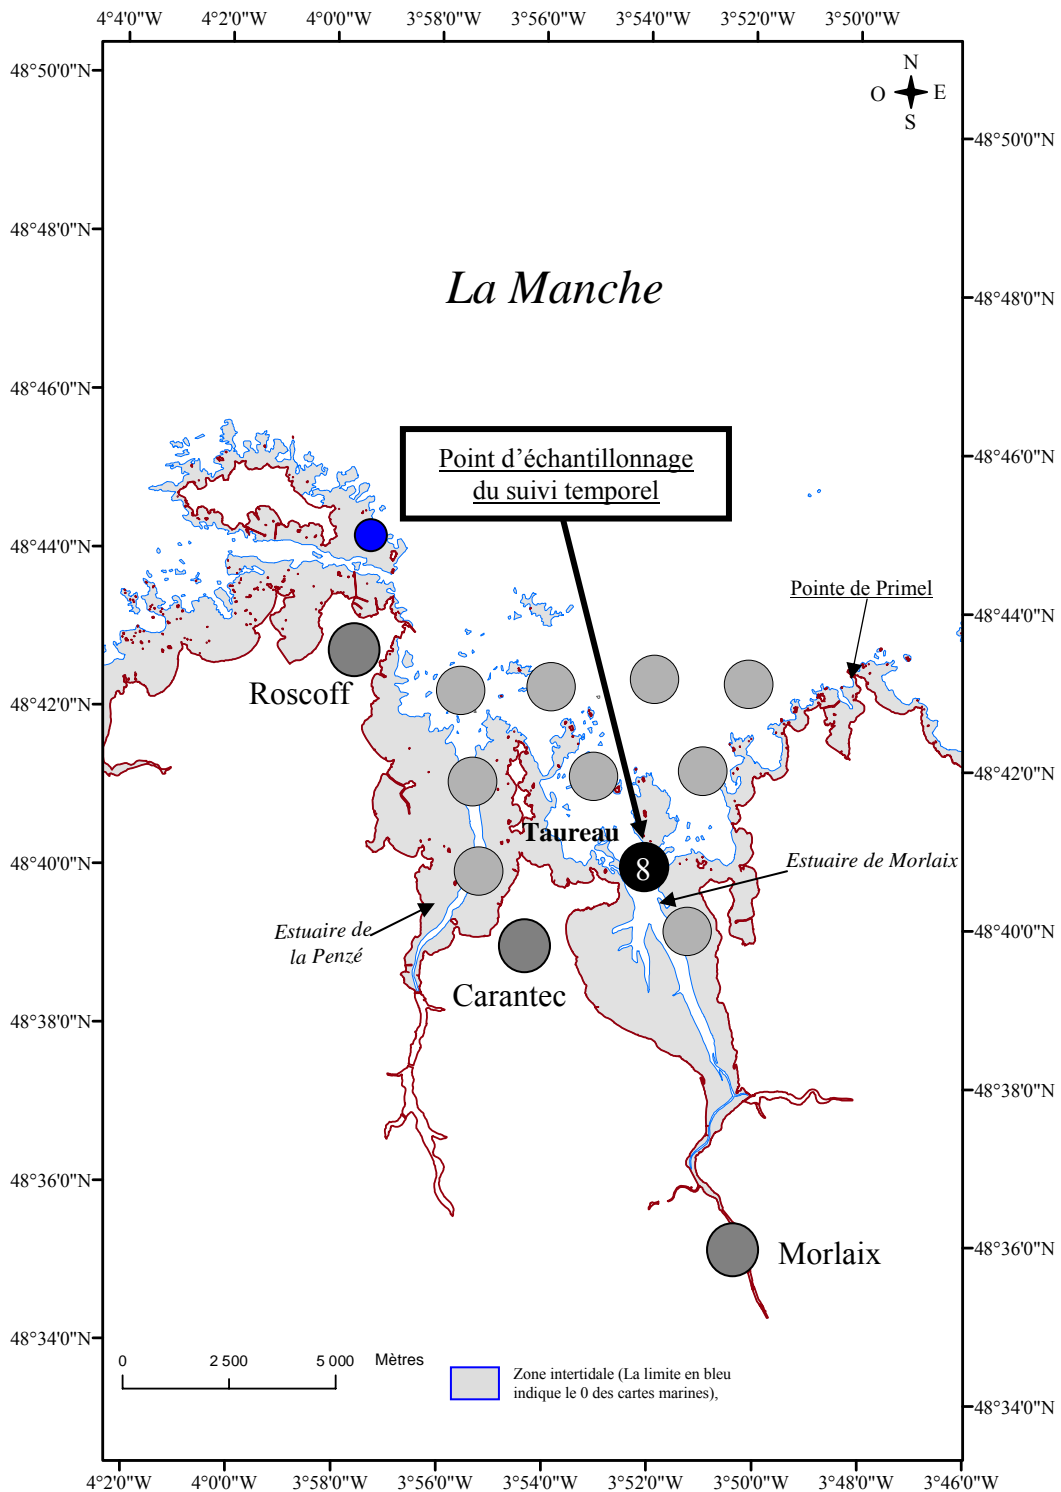 4°4'0"W 4°2'0"W 4°0'0"W 3°58'0"W 3°56'0"W 3°54'0"W 3°52'0"W 3°50'0"W
48°50'0"N
N
O E
S
48°50'0"N
48°48'0"N
La Manche
48°48'0"N
48°46'0"N
Point d'échantillonnage
du suivi temporel
48°46'0"N
48°44'0"N
Pointe de Primel
48°44'0"N
Roscoff
48°42'0"N
48°42'0"N
Taureau
48°40'0"N
8
Estuaire de Morlaix
Estuaire de
la Penzé
48°40'0"N
Carantec
48°38'0"N
48°38'0"N
48°36'0"N
Morlaix
48°36'0"N
48°34'0"N
0 2 500 5 000 Mètres
Zone intertidale (La limite en bleu
indique le 0 des cartes marines),
48°34'0"N
4°2'0"W 4°0'0"W 3°58'0"W 3°56'0"W 3°54'0"W 3°52'0"W 3°50'0"W 3°48'0"W 3°46'0"W